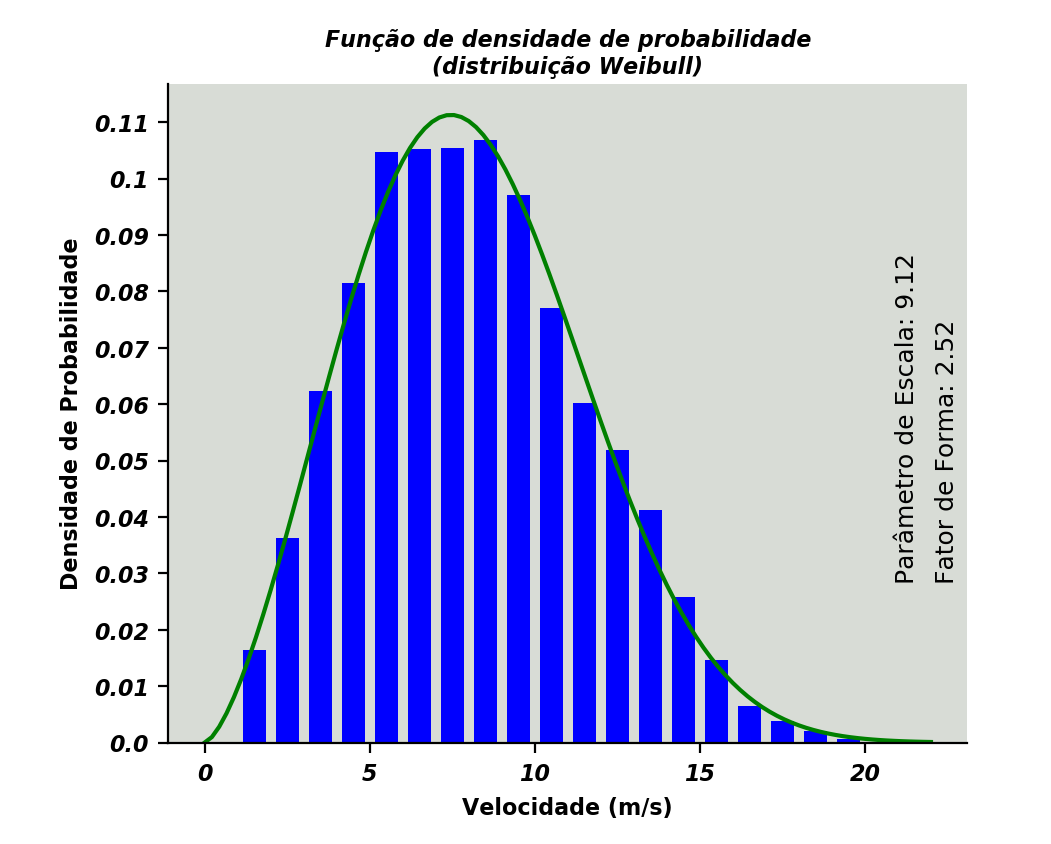 Função de densidade de probabilidade
(distribuição Weibull)
0.11
0.1
0.09
0.08
0.07
0.06
0.05
0.04
0.03
0.02
0.01
0.0
Densidade de Probabilidade
0 5 10 15 20
Velocidade (m/s)
Parâmetro de Escala: 9.12
Fator de Forma: 2.52